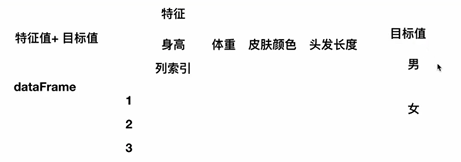 特征
特征值+ 目标值
身高 体重 皮肤颜色 头发长度 目标值
列索引 男
dataFrame
1 女
2
3